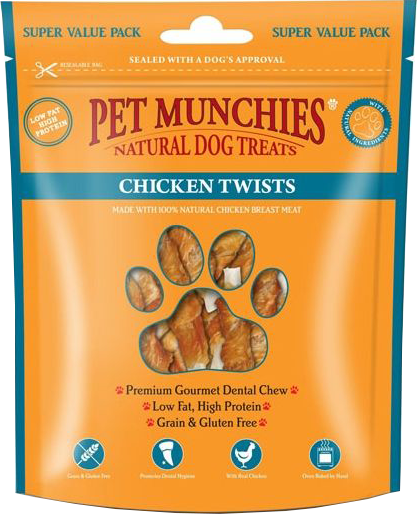 SUPER VALUE PACK
SUPER VALUE PACK
SEALED WITH A DOG'S APPROVAL
RESEALABLE BAG
LOW FAT
HIGH
PROTEIN
WITH
NATURAL INGREDIENTS
PET MUNCHIES®
NATURAL DOG TREATS
CHICKEN TWISTS
MADE WITH 100% NATURAL CHICKEN BREAST MEAT
Premium Gourmet Dental Chew
Low Fat, High Protein
Grain & Gluten Free
Grain & Gluten Free
Promotes Dental Hygiene
With Real Chicken
Oven Baked by Hand